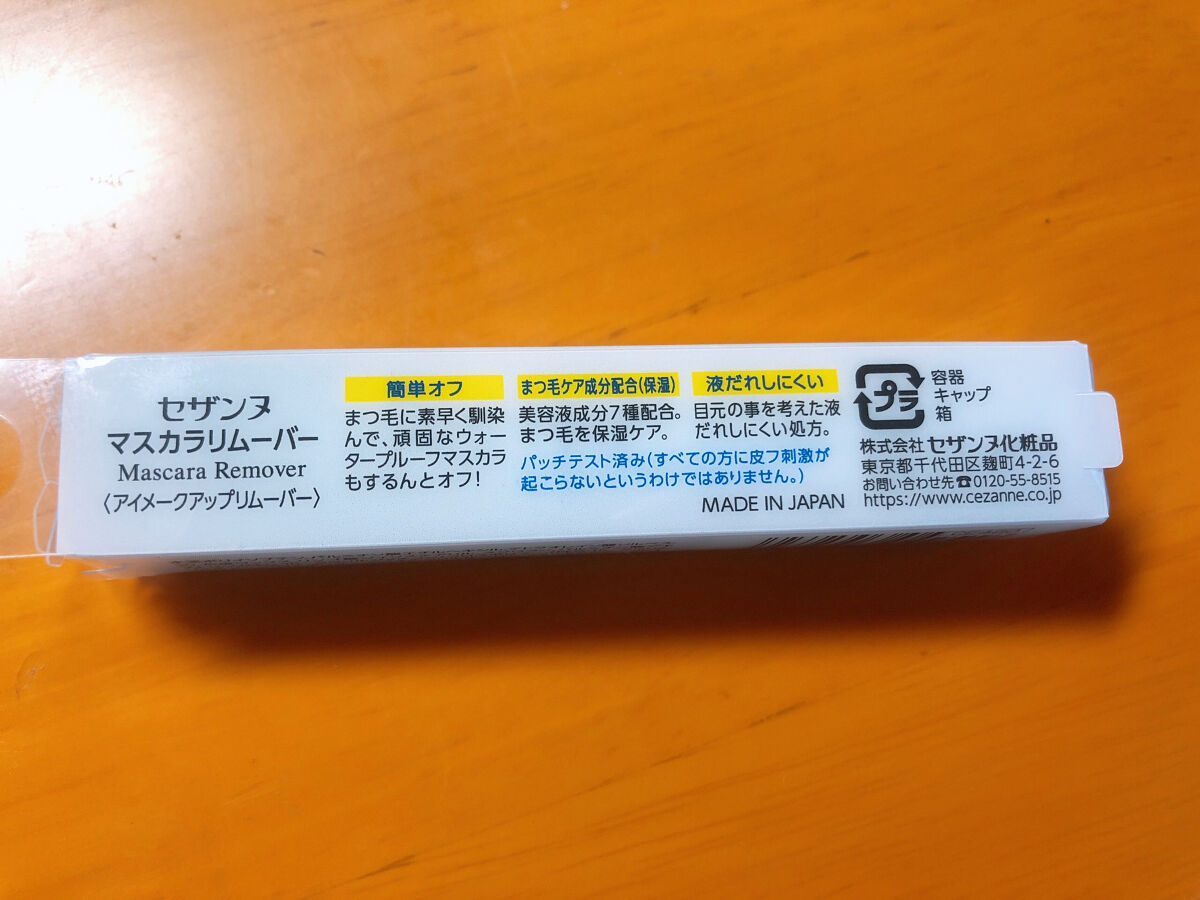 セザンヌ
マスカラリムーバー
Mascara Remover
〈アイメークアップリムーバー〉
簡単オフ
まつ毛に素早く馴染
んで、頑固なウォー
タープルーフマスカラ
もするんとオフ!
まつ毛ケア成分配合(保湿)
美容液成分7種配合。
まつ毛を保湿ケア。
液だれしにくい
目元の事を考えた液
だれしにくい処方。
パッチテスト済み(すべての方に皮フ刺激が
起こらないというわけではありません。)
MADE IN JAPAN
プラ
容器
キャップ
箱
株式会社 セザンヌ化粧品
東京都千代田区麹町4-2-6
お問い合わせ先☎0120-55-8515
https://www.cezanne.co.jp